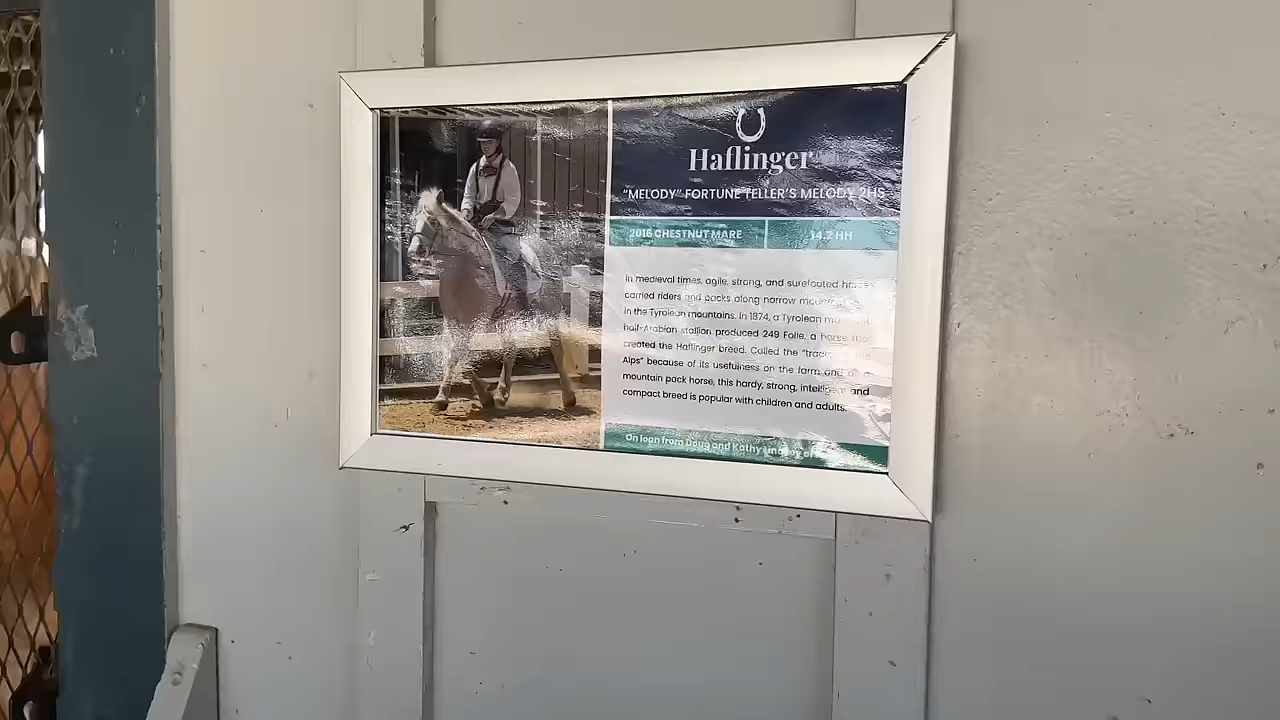 Haflinger
"MELODY" FORTUNE TELLER'S MELODY 2HS
2016 CHESTNUT MARE
14.2 HH
In medieval times, agile, strong, and surefooted horses
carried riders and packs along narrow
in the Tyrolean mountains. In 1874, a Tyrolean
half-Arabian stallion produced 249 Folie, a horse that
created the Haflinger breed. Called the
Alps" because of its usefulness on the farm and
mountain pack horse, this hardy, strong, intelligent and
compact breed is popular with children and adults.
On loan from Doug and Kathy